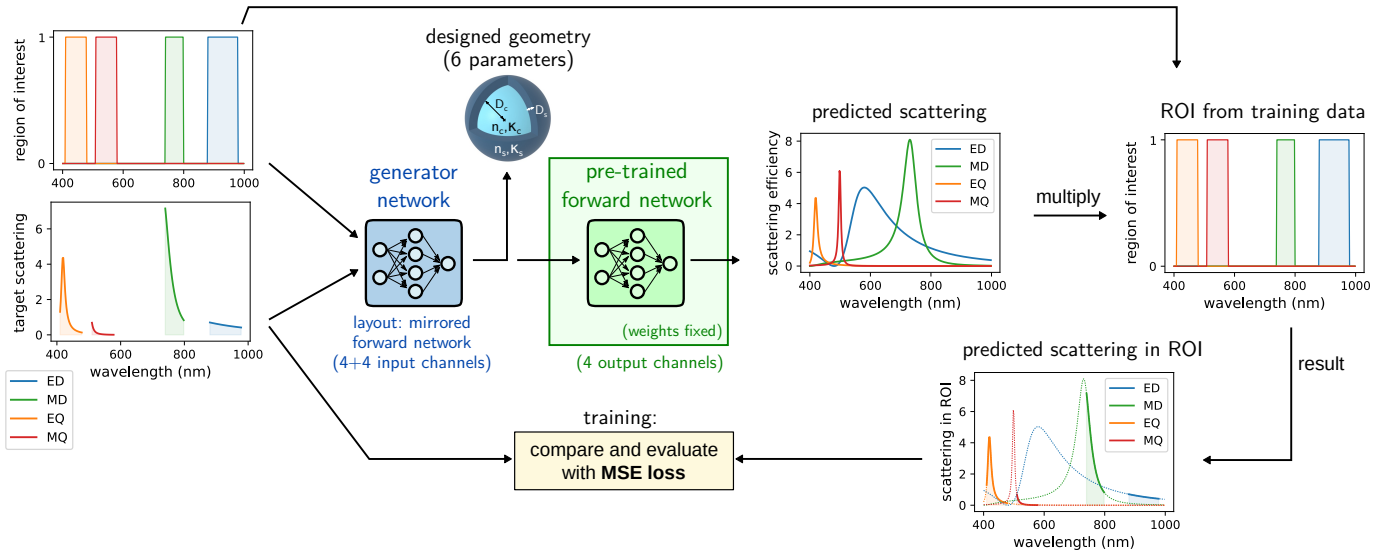 region of interest
1
0
400
600
800
1000
target scattering
6
4
2
0
400
600
800
1000
wavelength (nm)
ED
MD
EQ
MQ
designed geometry
(6 parameters)
D_c
D_s
n_c,K_c
n_s,K_s
generator
network
layout: mirrored
forward network
(4+4 input channels)
pre-trained
forward network
(weights fixed)
(4 output channels)
predicted scattering
scattering efficiency
8
6
4
2
0
ED
MD
EQ
MQ
400
600
800
1000
wavelength (nm)
multiply
ROI from training data
region of interest
1
0
400
600
800
1000
wavelength (nm)
result
predicted scattering in ROI
scattering in ROI
8
6
4
2
0
ED
MD
EQ
MQ
400
600
800
1000
wavelength (nm)
training:
compare and evaluate
with MSE loss